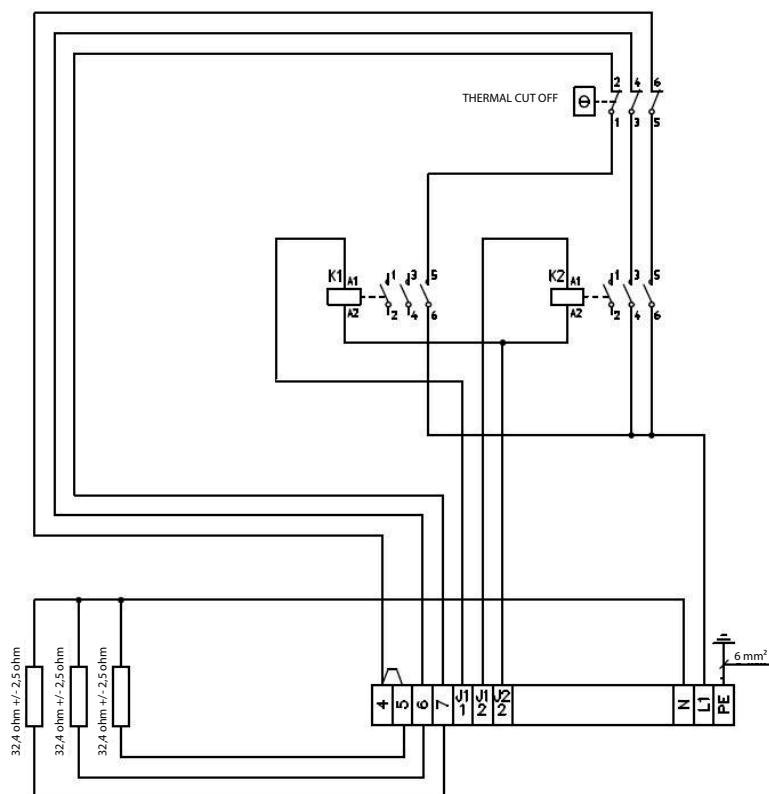 2 4 6
THERMAL CUT OFF
1 3 5
K1 A1 1 3 5
A2 2 4 6
K2 A1 1 3 5
A2 2 4 6
32,4 ohm +/- 2,5 ohm
32,4 ohm +/- 2,5 ohm
32,4 ohm +/- 2,5 ohm
6 mm²
4 5 6 7 J1 1 J1 2 J2 2 N L1 PE